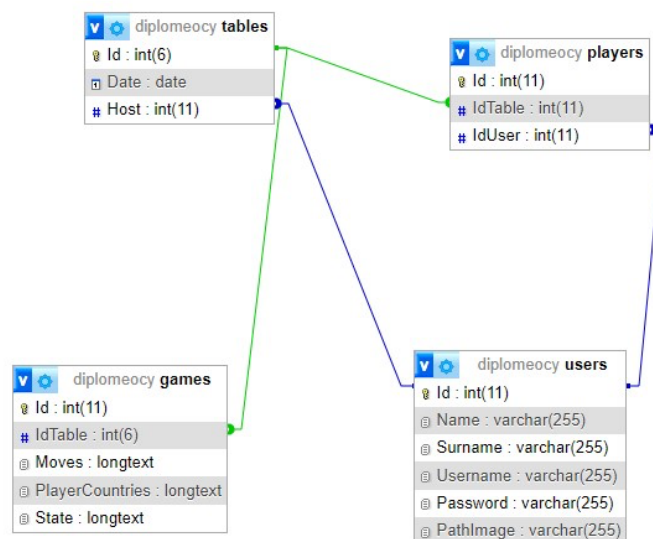 diplomeocy tables
Id : int(6)
Date : date
# Host : int(11)
diplomeocy players
Id : int(11)
# IdTable : int(11)
# IdUser : int(11)
diplomeocy games
Id : int(11)
# IdTable : int(6)
Moves : longtext
PlayerCountries : longtext
State : longtext
diplomeocy users
Id : int(11)
Name : varchar(255)
Surname : varchar(255)
Username : varchar(255)
Password : varchar(255)
PathImage : varchar(255)